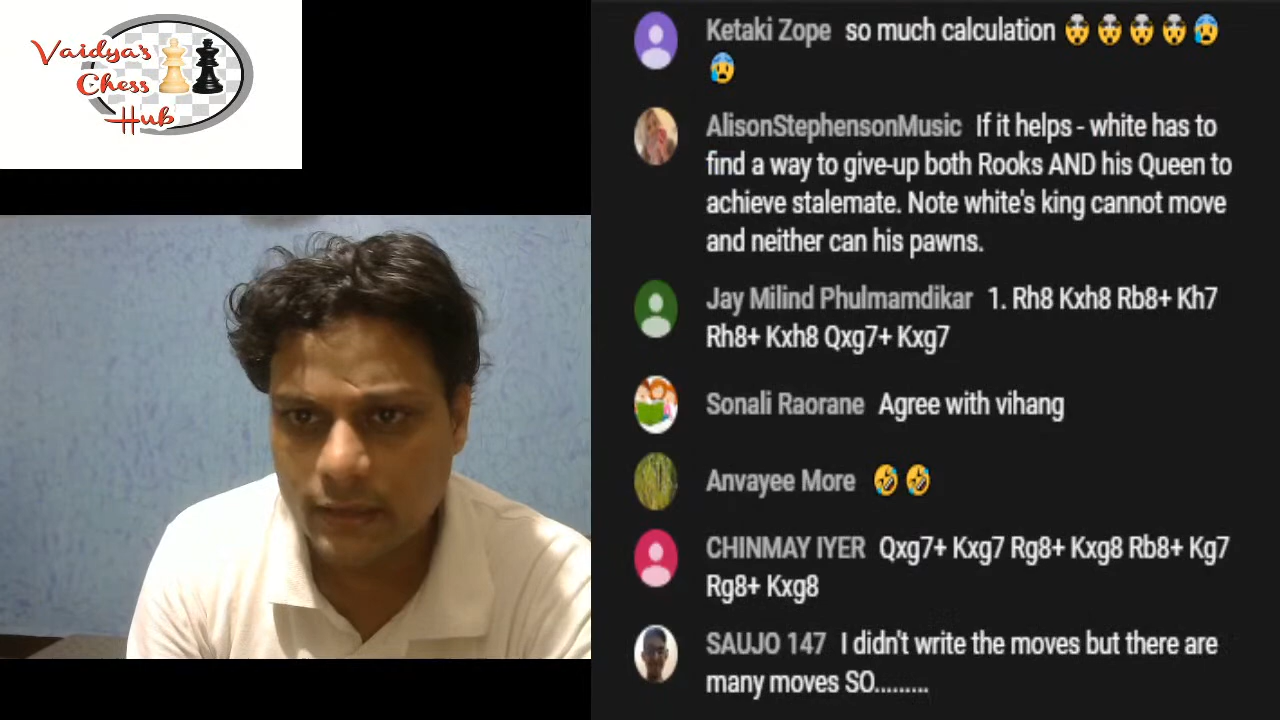 Vaidya's
Chess
Hub
Ketaki Zope so much calculation 🤯🤯🤯🤯😰
😰
AlisonStephensonMusic If it helps - white has to
find a way to give-up both Rooks AND his Queen to
achieve stalemate. Note white's king cannot move
and neither can his pawns.
Jay Milind Phulmamdikar 1. Rh8 Kxh8 Rb8+ Kh7
Rh8+ Kxh8 Qxg7+ Kxg7
Sonali Raorane Agree with vihang
Anvayee More 🤣🤣
CHINMAY IYER Qxg7+ Kxg7 Rg8+ Kxg8 Rb8+ Kg7
Rg8+ Kxg8
SAUJO 147 I didn't write the moves but there are
many moves SO.........